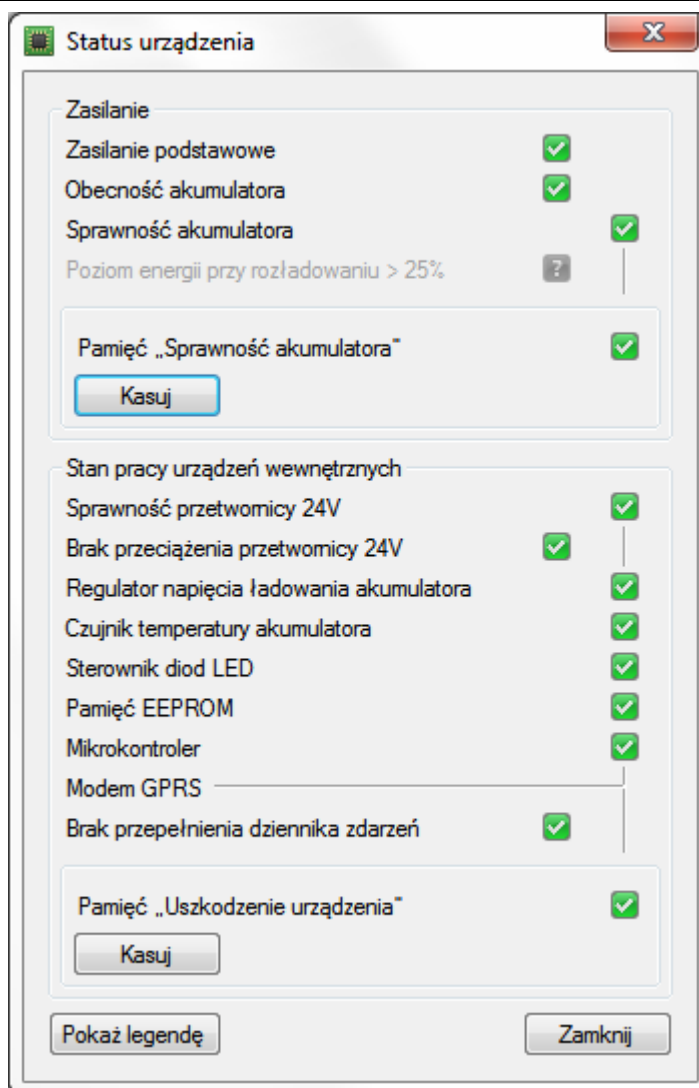 Status urządzenia
Zasilanie
Zasilanie podstawowe
Obecność akumulatora
Sprawność akumulatora
Poziom energii przy rozładowaniu > 25%
?
Pamięć „Sprawność akumulatora"
Kasuj
Stan pracy urządzeń wewnętrznych
Sprawność przetwornicy 24V
Brak przeciążenia przetwornicy 24V
Regulator napięcia ładowania akumulatora
Czujnik temperatury akumulatora
Sterownik diod LED
Pamięć EEPROM
Mikrokontroler
Modem GPRS
Brak przepełnienia dziennika zdarzeń
Pamięć „Uszkodzenie urządzenia"
Kasuj
Pokaż legendę
Zamknij